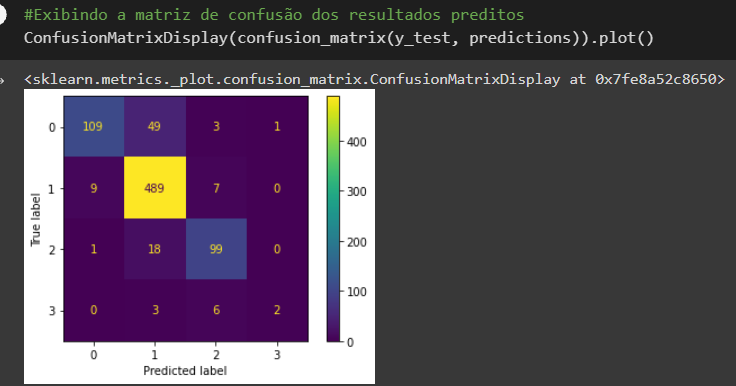 #Exibindo a matriz de confusão dos resultados preditos
ConfusionMatrixDisplay(confusion_matrix(y_test, predictions)).plot()
<sklearn.metrics._plot.confusion_matrix.ConfusionMatrixDisplay at 0x7fe8a52c8650>
0 109 49 3 1
1 9 489 7 0
2 1 18 99 0
3 0 3 6 2
0 1 2 3
True label
Predicted label
400
300
200
100
0